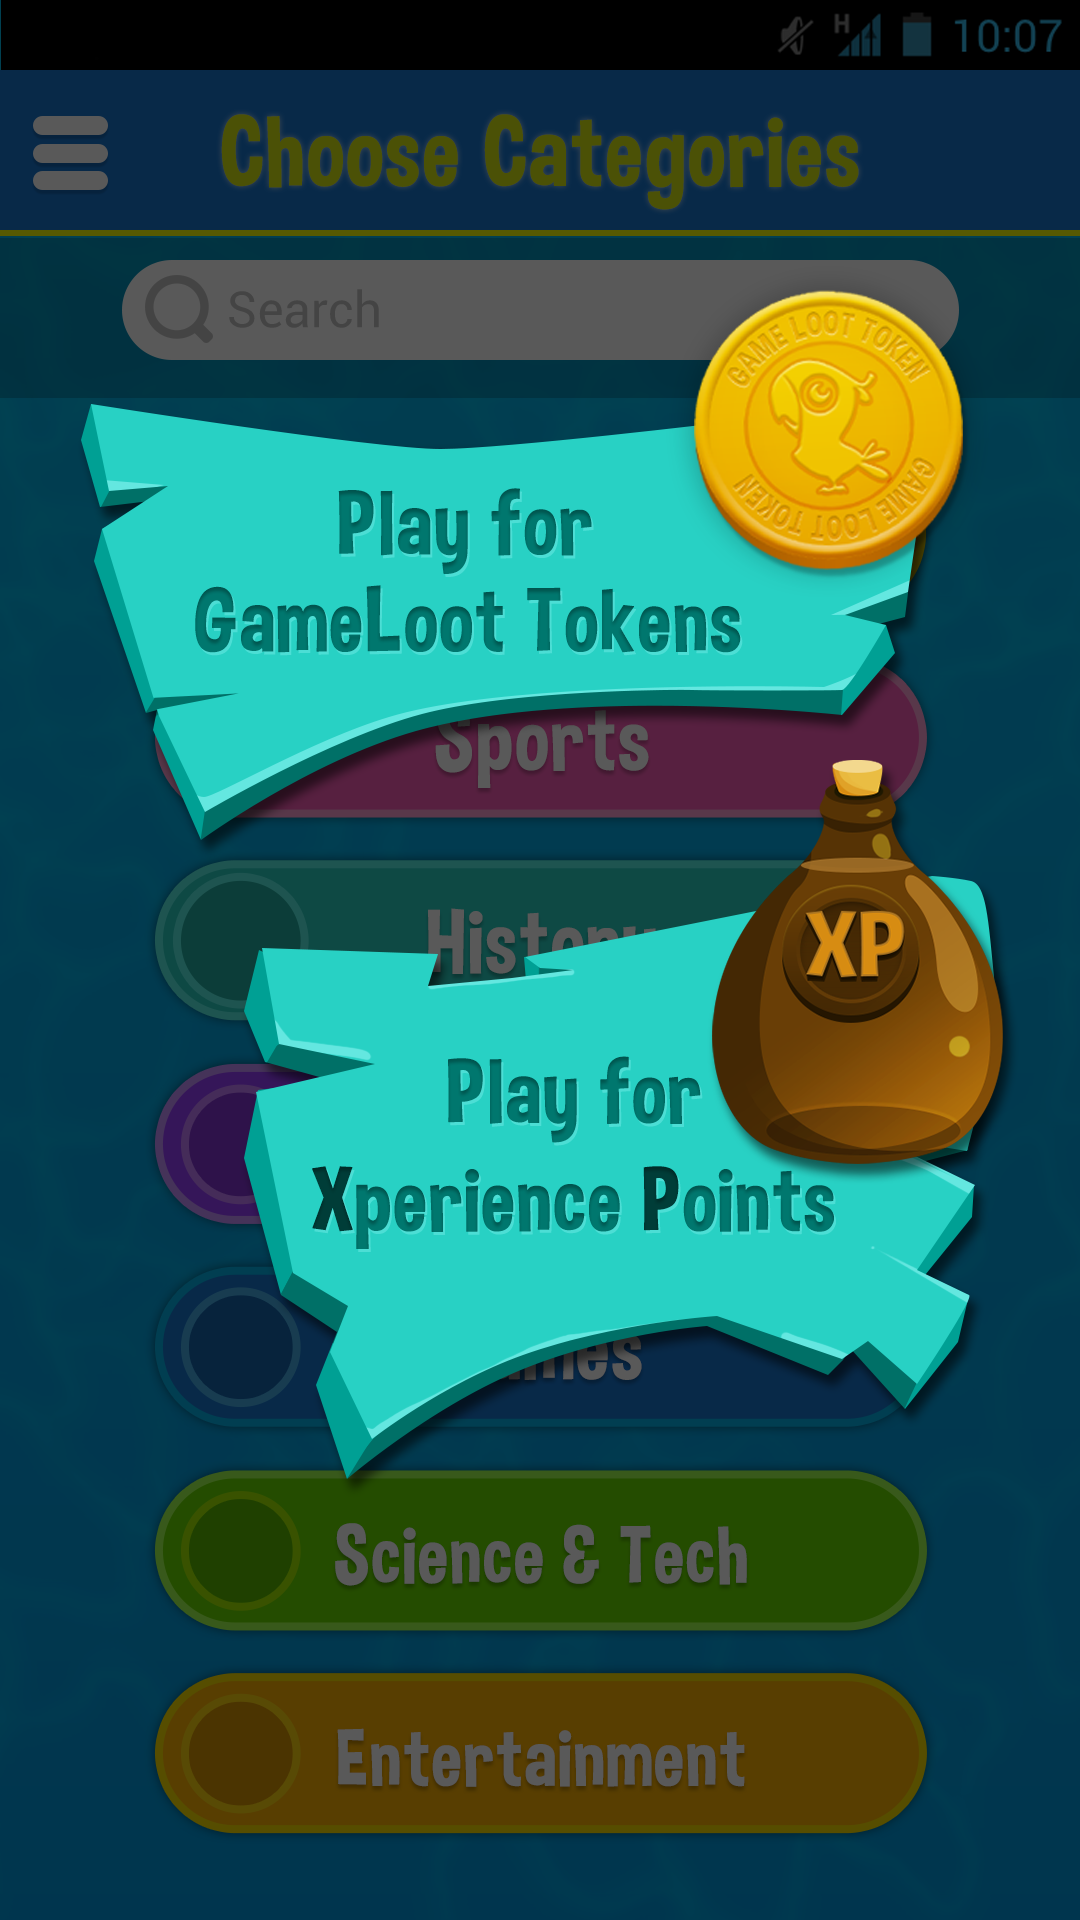 H 10:07
Choose Categories
Search
GAME LOOT TOKEN
GAME LOOT TOKEN
Play for
GameLoot Tokens
Sports
History
XP
Play for
Xperience Points
Science & Tech
Entertainment